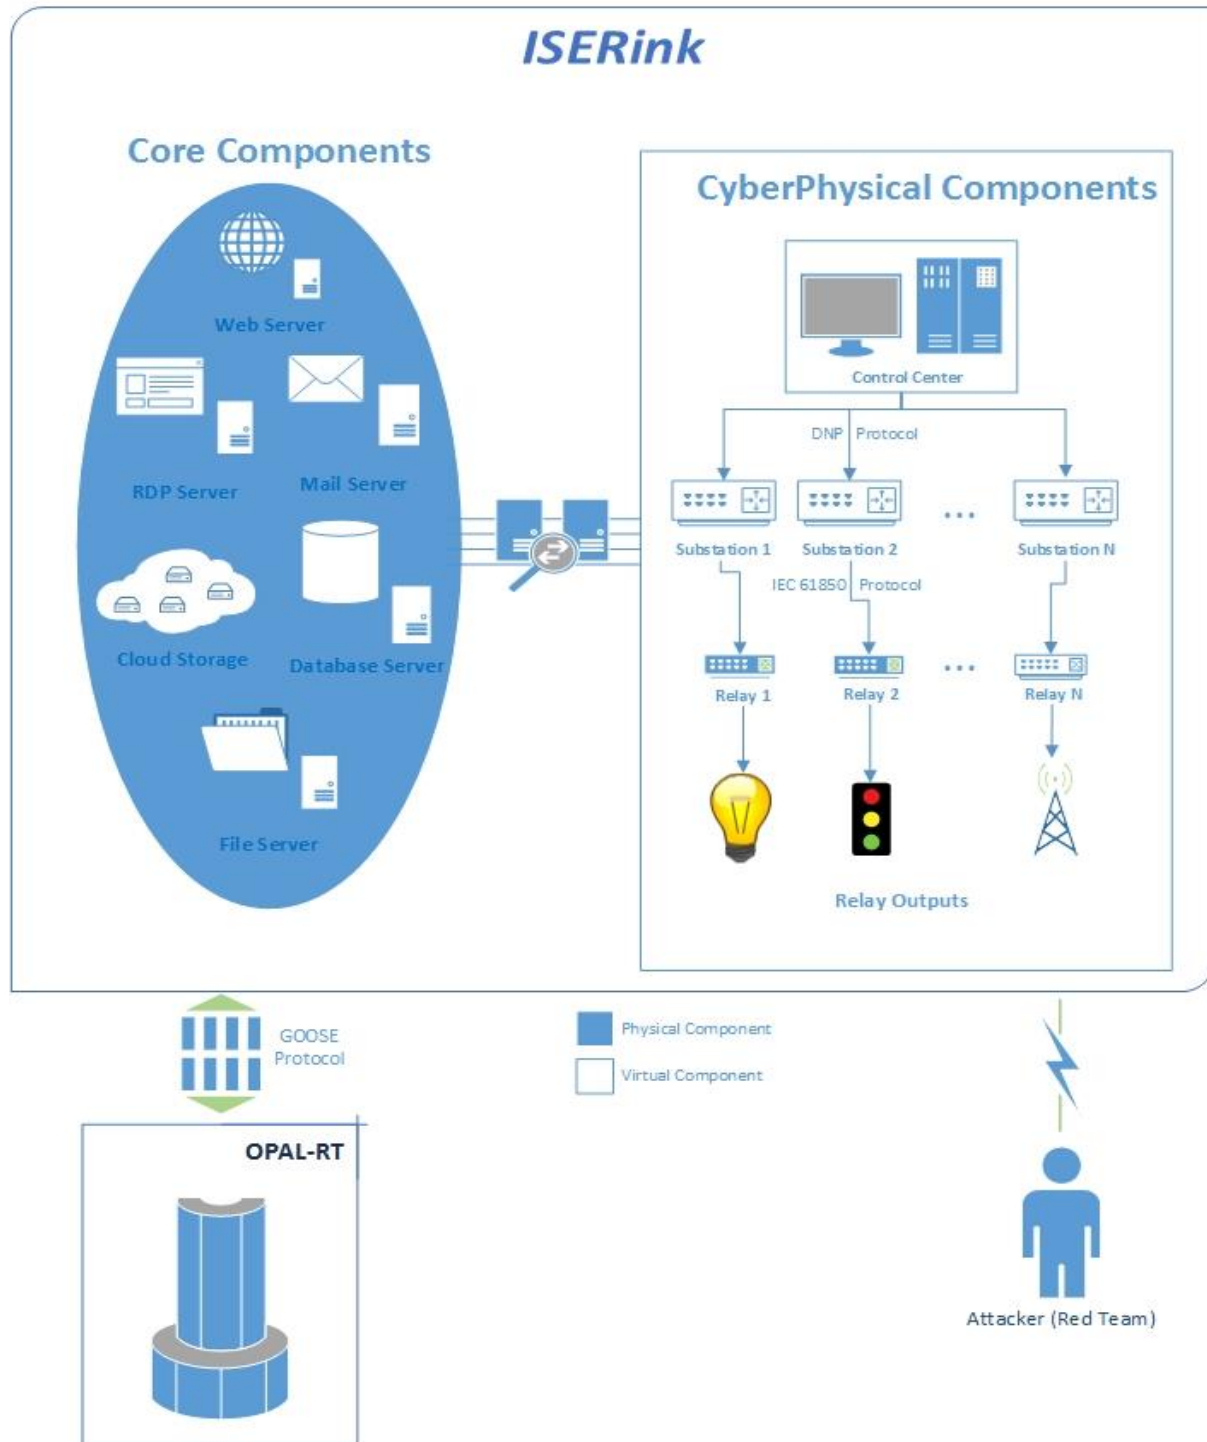 ISERink
Core Components
Web Server
RDP Server
Mail Server
Cloud Storage
Database Server
File Server
CyberPhysical Components
Control Center
DNP Protocol
Substation 1
Substation 2
...
Substation N
IEC 61850 Protocol
Relay 1
Relay 2
...
Relay N
Relay Outputs
GOOSE
Protocol
Physical Component
Virtual Component
OPAL-RT
Attacker (Red Team)